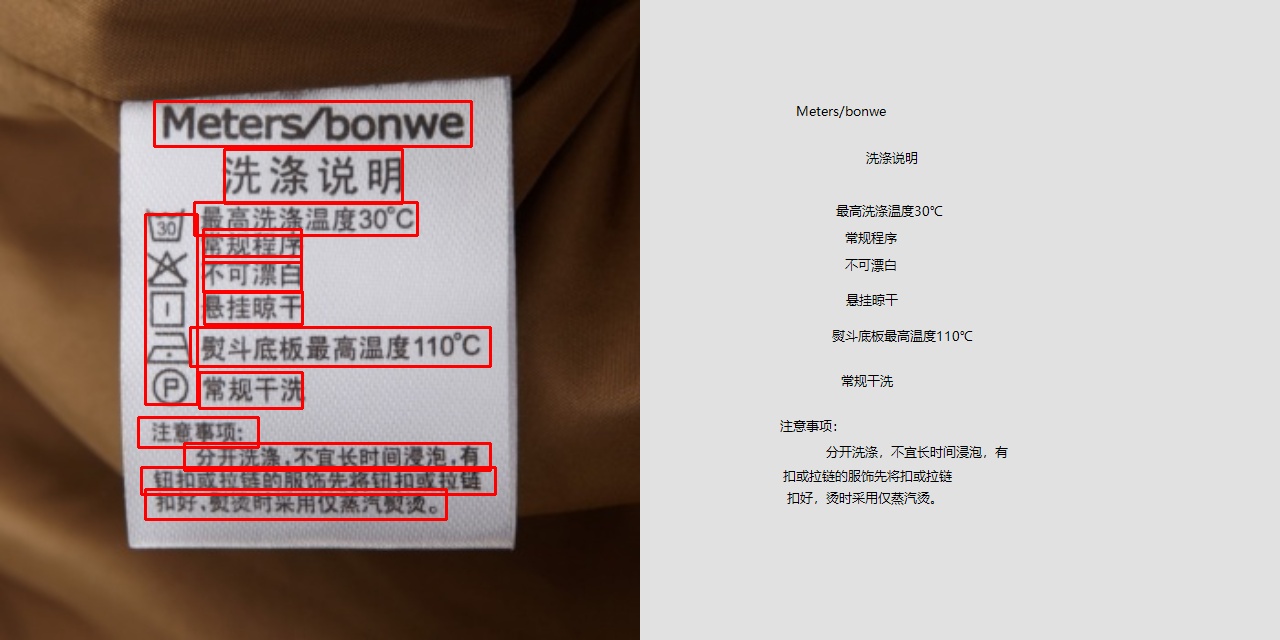 Meters/bonwe
洗涤说明
30 最高洗涤温度30℃
常规程序
不可漂白
悬挂晾干
熨斗底板最高温度110℃
P 常规干洗
注意事项:
分开洗涤,不宜长时间浸泡,有
钮扣或拉链的服饰先将钮扣或拉链
扣好,熨烫时采用仅蒸汽熨烫。
Meters/bonwe
洗涤说明
最高洗涤温度30℃
常规程序
不可漂白
悬挂晾干
熨斗底板最高温度110℃
常规干洗
注意事项：
分开洗涤，不宜长时间浸泡，有
扣或拉链的服饰先将扣或拉链
扣好，烫时采用仅蒸汽烫。